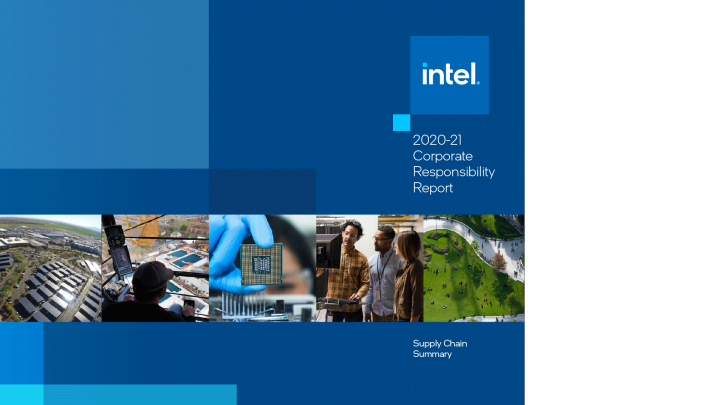 intel.
2020-21
Corporate
Responsibility
Report
Supply Chain
Summary